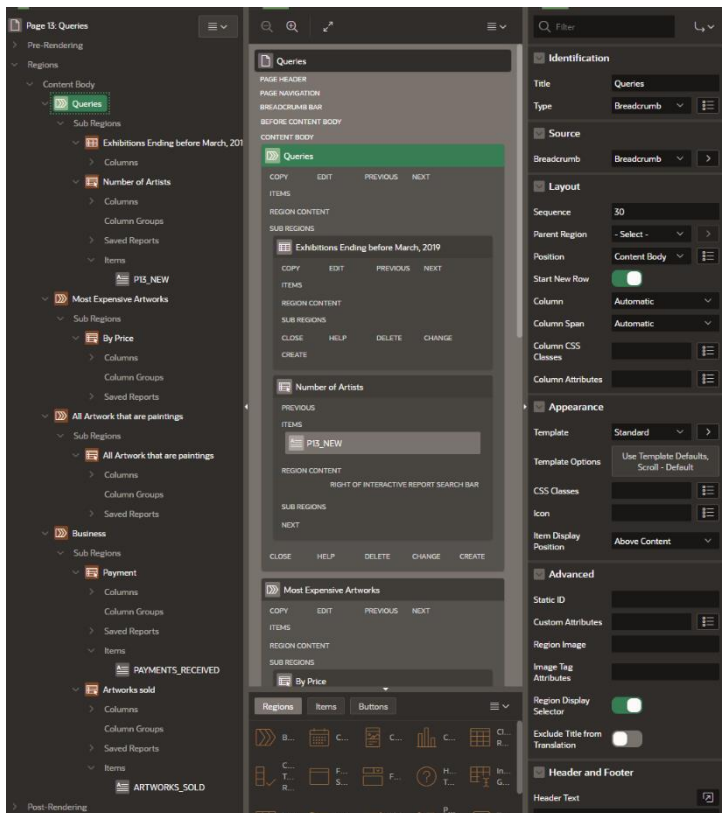 Page 13: Queries
Pre-Rendering
Regions
Content Body
Queries
Sub Regions
Exhibitions Ending before March, 201
Columns
Number of Artists
Columns
Column Groups
Saved Reports
Items
P13_NEW
Most Expensive Artworks
Sub Regions
By Price
Columns
Column Groups
Saved Reports
All Artwork that are paintings
Sub Regions
All Artwork that are paintings
Columns
Column Groups
Saved Reports
Business
Sub Regions
Payment
Columns
Column Groups
Saved Reports
Items
PAYMENTS_RECEIVED
Artworks sold
Columns
Column Groups
Saved Reports
Items
ARTWORKS_SOLD
Post-Rendering
Queries
PAGE HEADER
PAGE NAVIGATION
BREADCRUMB BAR
BEFORE CONTENT BODY
CONTENT BODY
Queries
COPY EDIT PREVIOUS NEXT
ITEMS
REGION CONTENT
SUB REGIONS
Exhibitions Ending before March, 2019
COPY EDIT PREVIOUS NEXT
ITEMS
REGION CONTENT
SUB REGIONS
CLOSE HELP DELETE CHANGE
CREATE
Number of Artists
PREVIOUS
ITEMS
P13_NEW
REGION CONTENT
RIGHT OF INTERACTIVE REPORT SEARCH BAR
SUB REGIONS
NEXT
CLOSE HELP DELETE CHANGE CREATE
Most Expensive Artworks
COPY EDIT PREVIOUS NEXT
ITEMS
REGION CONTENT
SUB REGIONS
By Price
Regions Items Buttons
B... C... C... C... Cl...
R...
C... F... F... H... In...
T... S... T... G...
R...
P...
Filter
Identification
Title Queries
Type Breadcrumb
Source
Breadcrumb Breadcrumb
Layout
Sequence 30
Parent Region - Select -
Position Content Body
Start New Row
Column Automatic
Column Span Automatic
Column CSS
Classes
Column Attributes
Appearance
Template Standard
Template Options Use Template Defaults,
Scroll - Default
CSS Classes
Icon
Item Display
Position Above Content
Advanced
Static ID
Custom Attributes
Region Image
Image Tag
Attributes
Region Display
Selector
Exclude Title from
Translation
Header and Footer
Header Text